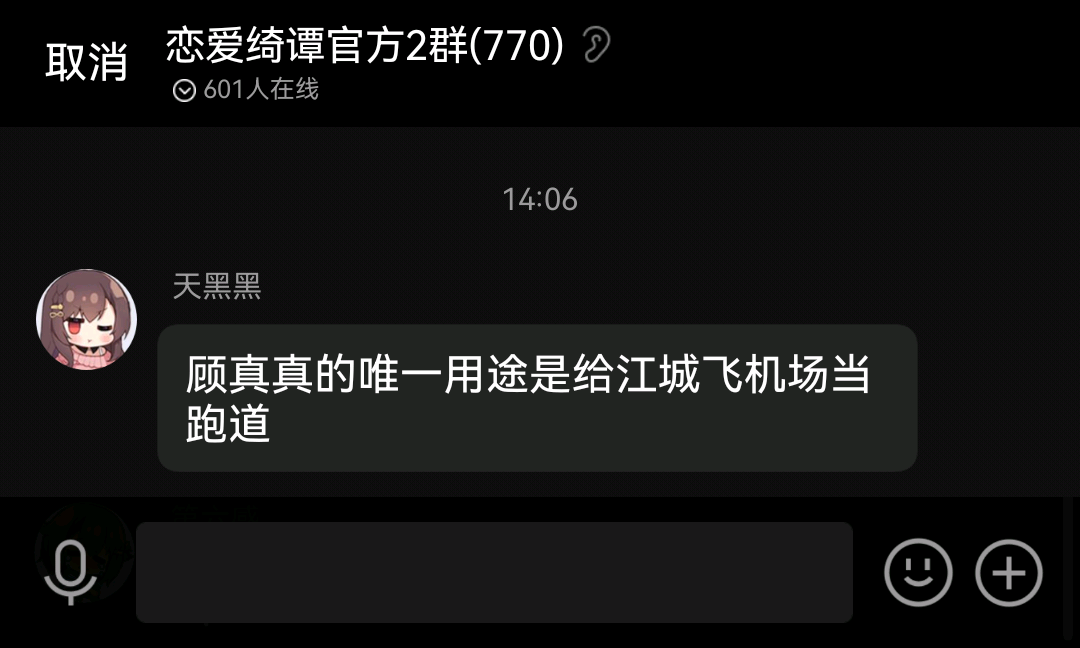 取消
恋爱绮谭官方2群(770)
601人在线
14:06
天黑黑
顾真真的唯一用途是给江城飞机场当
跑道